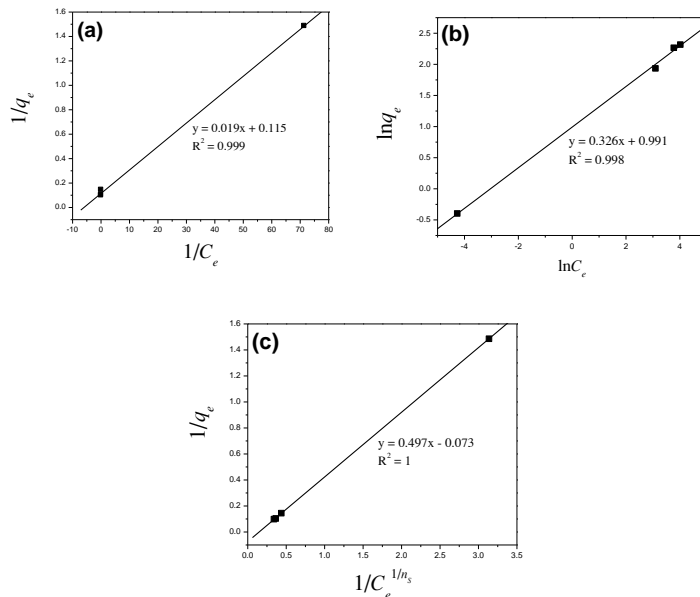 (a)
1.6
1.4
1.2
1.0
0.8
0.6
0.4
0.2
0.0
1/q_e
y = 0.019x + 0.115
R² = 0.999
-10 0 10 20 30 40 50 60 70 80
1/C_e
(b)
2.5
2.0
1.5
1.0
0.5
0.0
-0.5
lnq_e
y = 0.326x + 0.991
R² = 0.998
-4 -2 0 2 4
lnC_e
(c)
1.6
1.4
1.2
1.0
0.8
0.6
0.4
0.2
0.0
1/q_e
y = 0.497x - 0.073
R² = 1
0.0 0.5 1.0 1.5 2.0 2.5 3.0 3.5
1/C_e^{1/n_s}